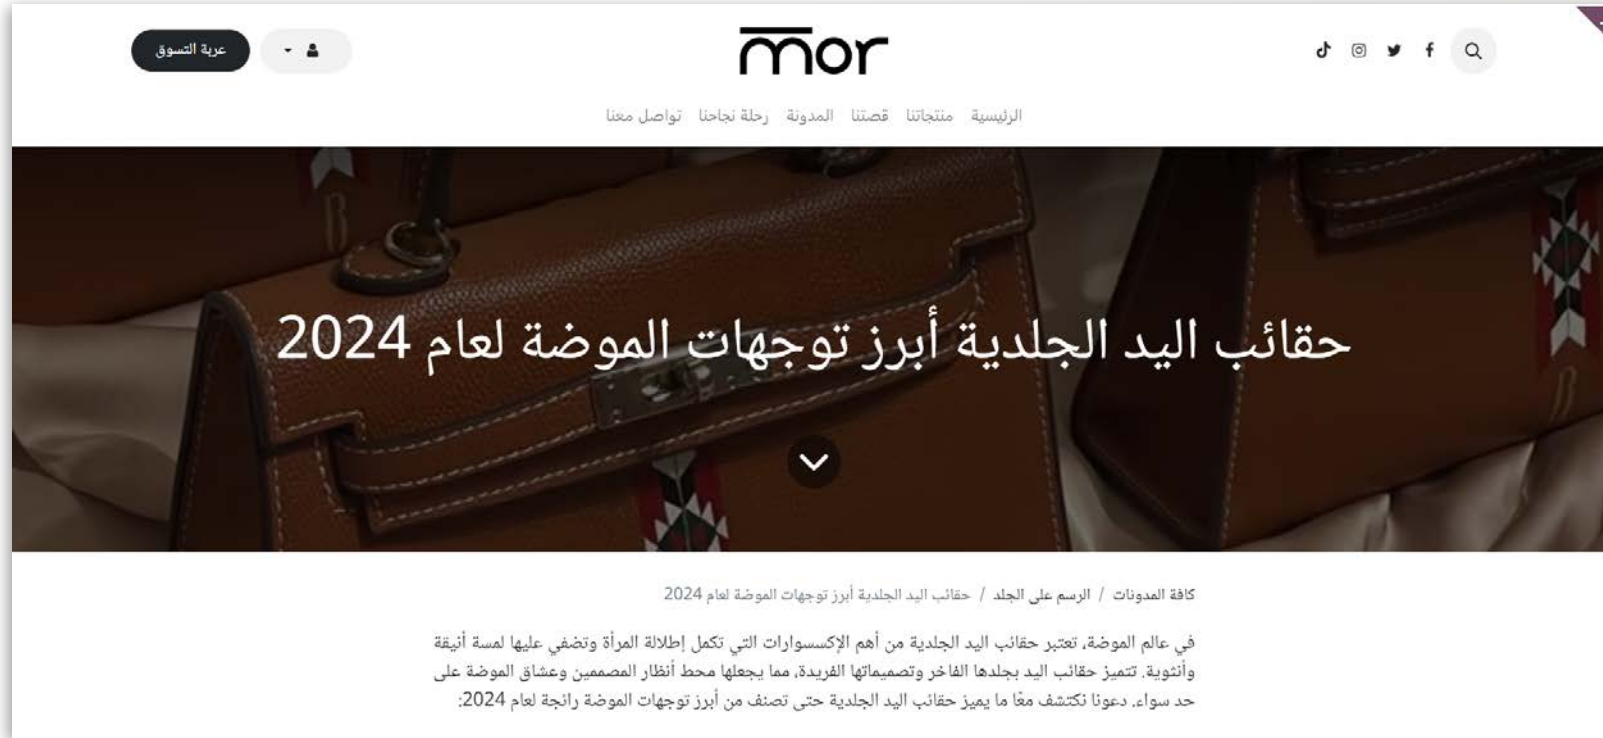 عربة التسوق
mor
الرئيسية منتجاتنا قصتنا المدونة رحلة نجاحنا تواصل معنا
حقائب اليد الجلدية أبرز توجهات الموضة لعام 2024
كافة المدونات / الرسم على الجلد / حقائب اليد الجلدية أبرز توجهات الموضة لعام 2024
في عالم الموضة، تعتبر حقائب اليد الجلدية من أهم الإكسسوارات التي تكمل إطلالة المرأة وتضفي عليها لمسة أنيقة
وأنثوية. تتميز حقائب اليد بجلدها الفاخر وتصميماتها الفريدة، مما يجعلها محط أنظار المصممين وعشاق الموضة على
حد سواء. دعونا نكتشف معًا ما يميز حقائب اليد الجلدية حتى تصنف من أبرز توجهات الموضة رائجة لعام 2024: